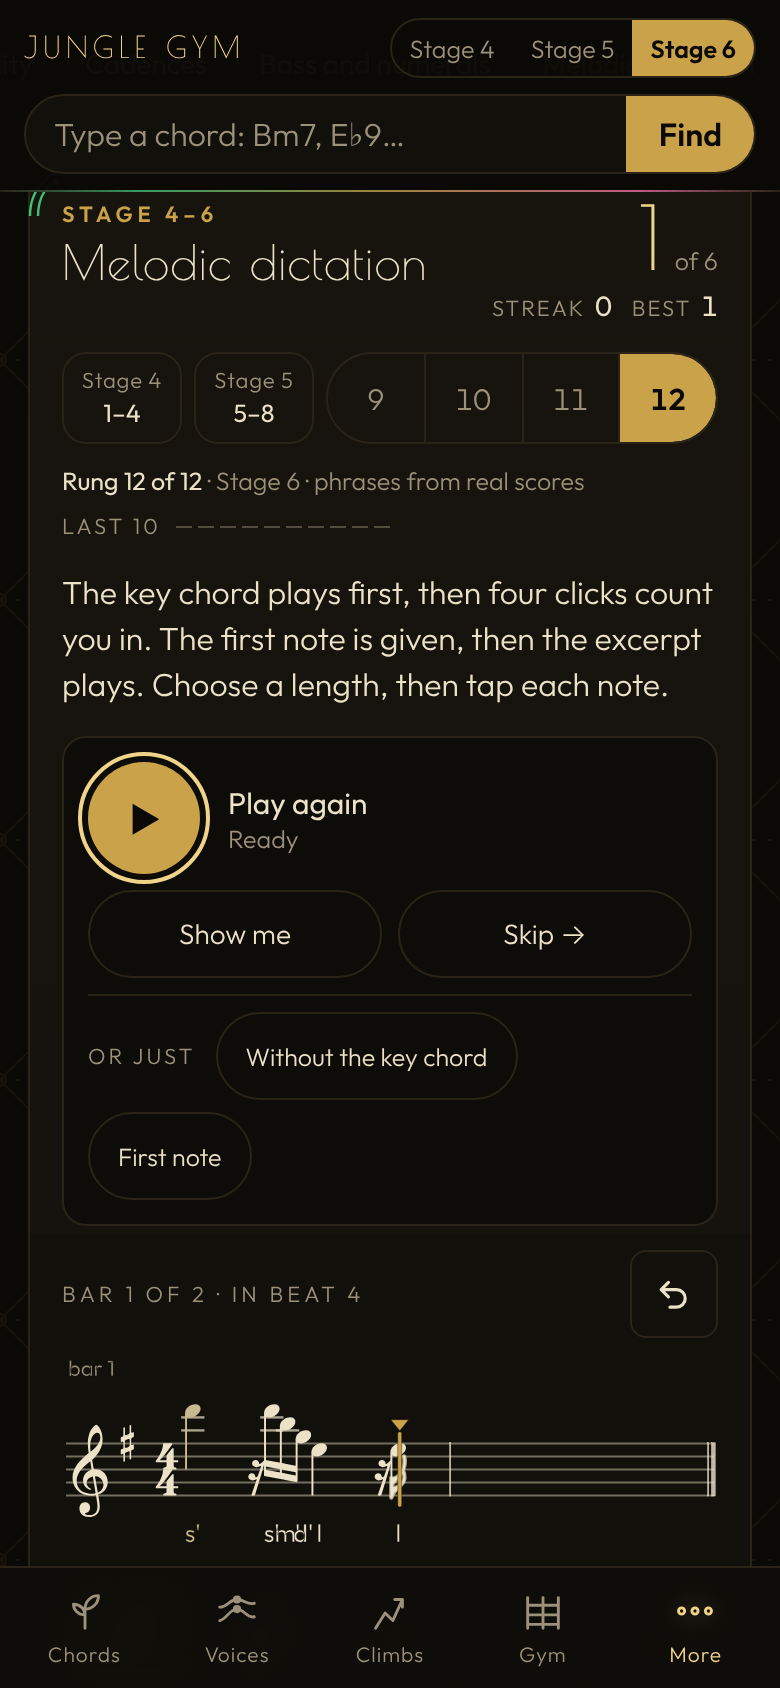 JUNGLE GYM
Stage 4 Stage 5 Stage 6
Type a chord: Bm7, E♭9...
Find
STAGE 4–6
Melodic dictation
1 of 6
STREAK 0 BEST 1
Stage 4
1–4
Stage 5
5–8
9 10 11 12
Rung 12 of 12 · Stage 6 · phrases from real scores
LAST 10
The key chord plays first, then four clicks count
you in. The first note is given, then the excerpt
plays. Choose a length, then tap each note.
Play again
Ready
Show me
Skip →
OR JUST
Without the key chord
First note
BAR 1 OF 2 · IN BEAT 4
bar 1
4
4
s' l l
Chords Voices Climbs Gym More